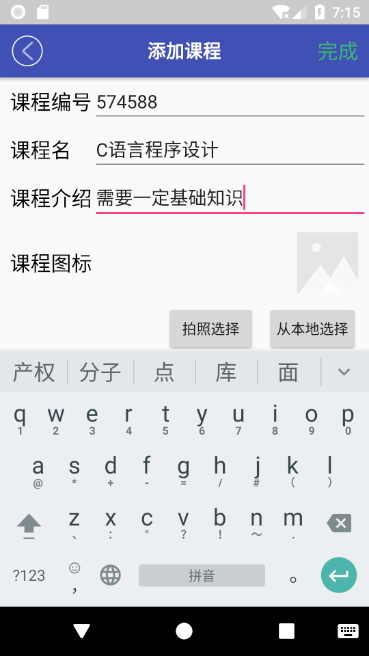 7:15
添加课程 完成
课程编号 574588
课程名 C语言程序设计
课程介绍 需要一定基础知识
课程图标
拍照选择 从本地选择
产权 分子 点 库 面
q w e r t y u i o p
1 2 3 4 5 6 7 8 9 0
a s d f g h j k l
@ * + - = / # ( )
z x c v b n m
、 : " ? ! ~ .
?123 , 拼音 。